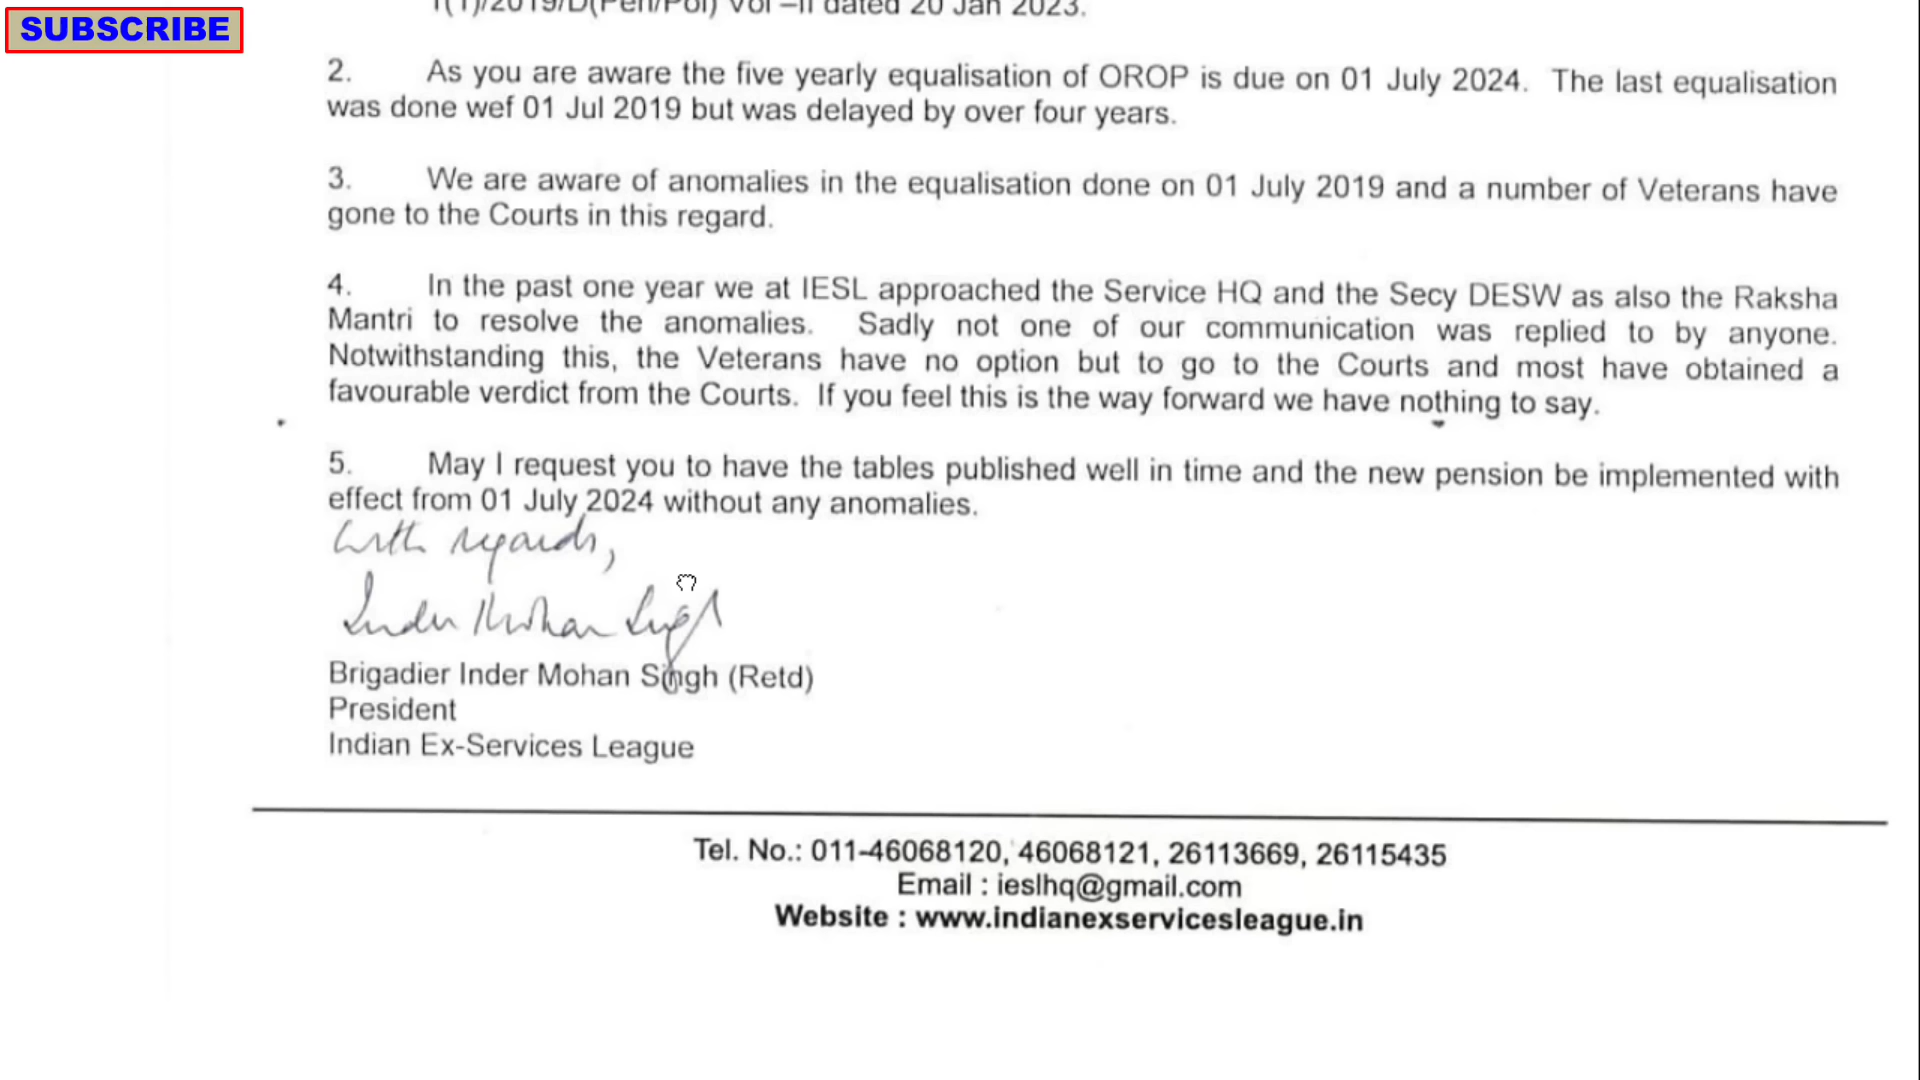 SUBSCRIBE
1(1)/2019/D(Pen/Pol) Vol –II dated 20 Jan 2023.
2. As you are aware the five yearly equalisation of OROP is due on 01 July 2024. The last equalisation
was done wef 01 Jul 2019 but was delayed by over four years.
3. We are aware of anomalies in the equalisation done on 01 July 2019 and a number of Veterans have
gone to the Courts in this regard.
4. In the past one year we at IESL approached the Service HQ and the Secy DESW as also the Raksha
Mantri to resolve the anomalies. Sadly not one of our communication was replied to by anyone.
Notwithstanding this, the Veterans have no option but to go to the Courts and most have obtained a
favourable verdict from the Courts. If you feel this is the way forward we have nothing to say.
5. May I request you to have the tables published well in time and the new pension be implemented with
effect from 01 July 2024 without any anomalies.
With regards,
Inder Mohan Singh
Brigadier Inder Mohan Singh (Retd)
President
Indian Ex-Services League
Tel. No.: 011-46068120, 46068121, 26113669, 26115435
Email : ieslhq@gmail.com
Website : www.indianexservicesleague.in